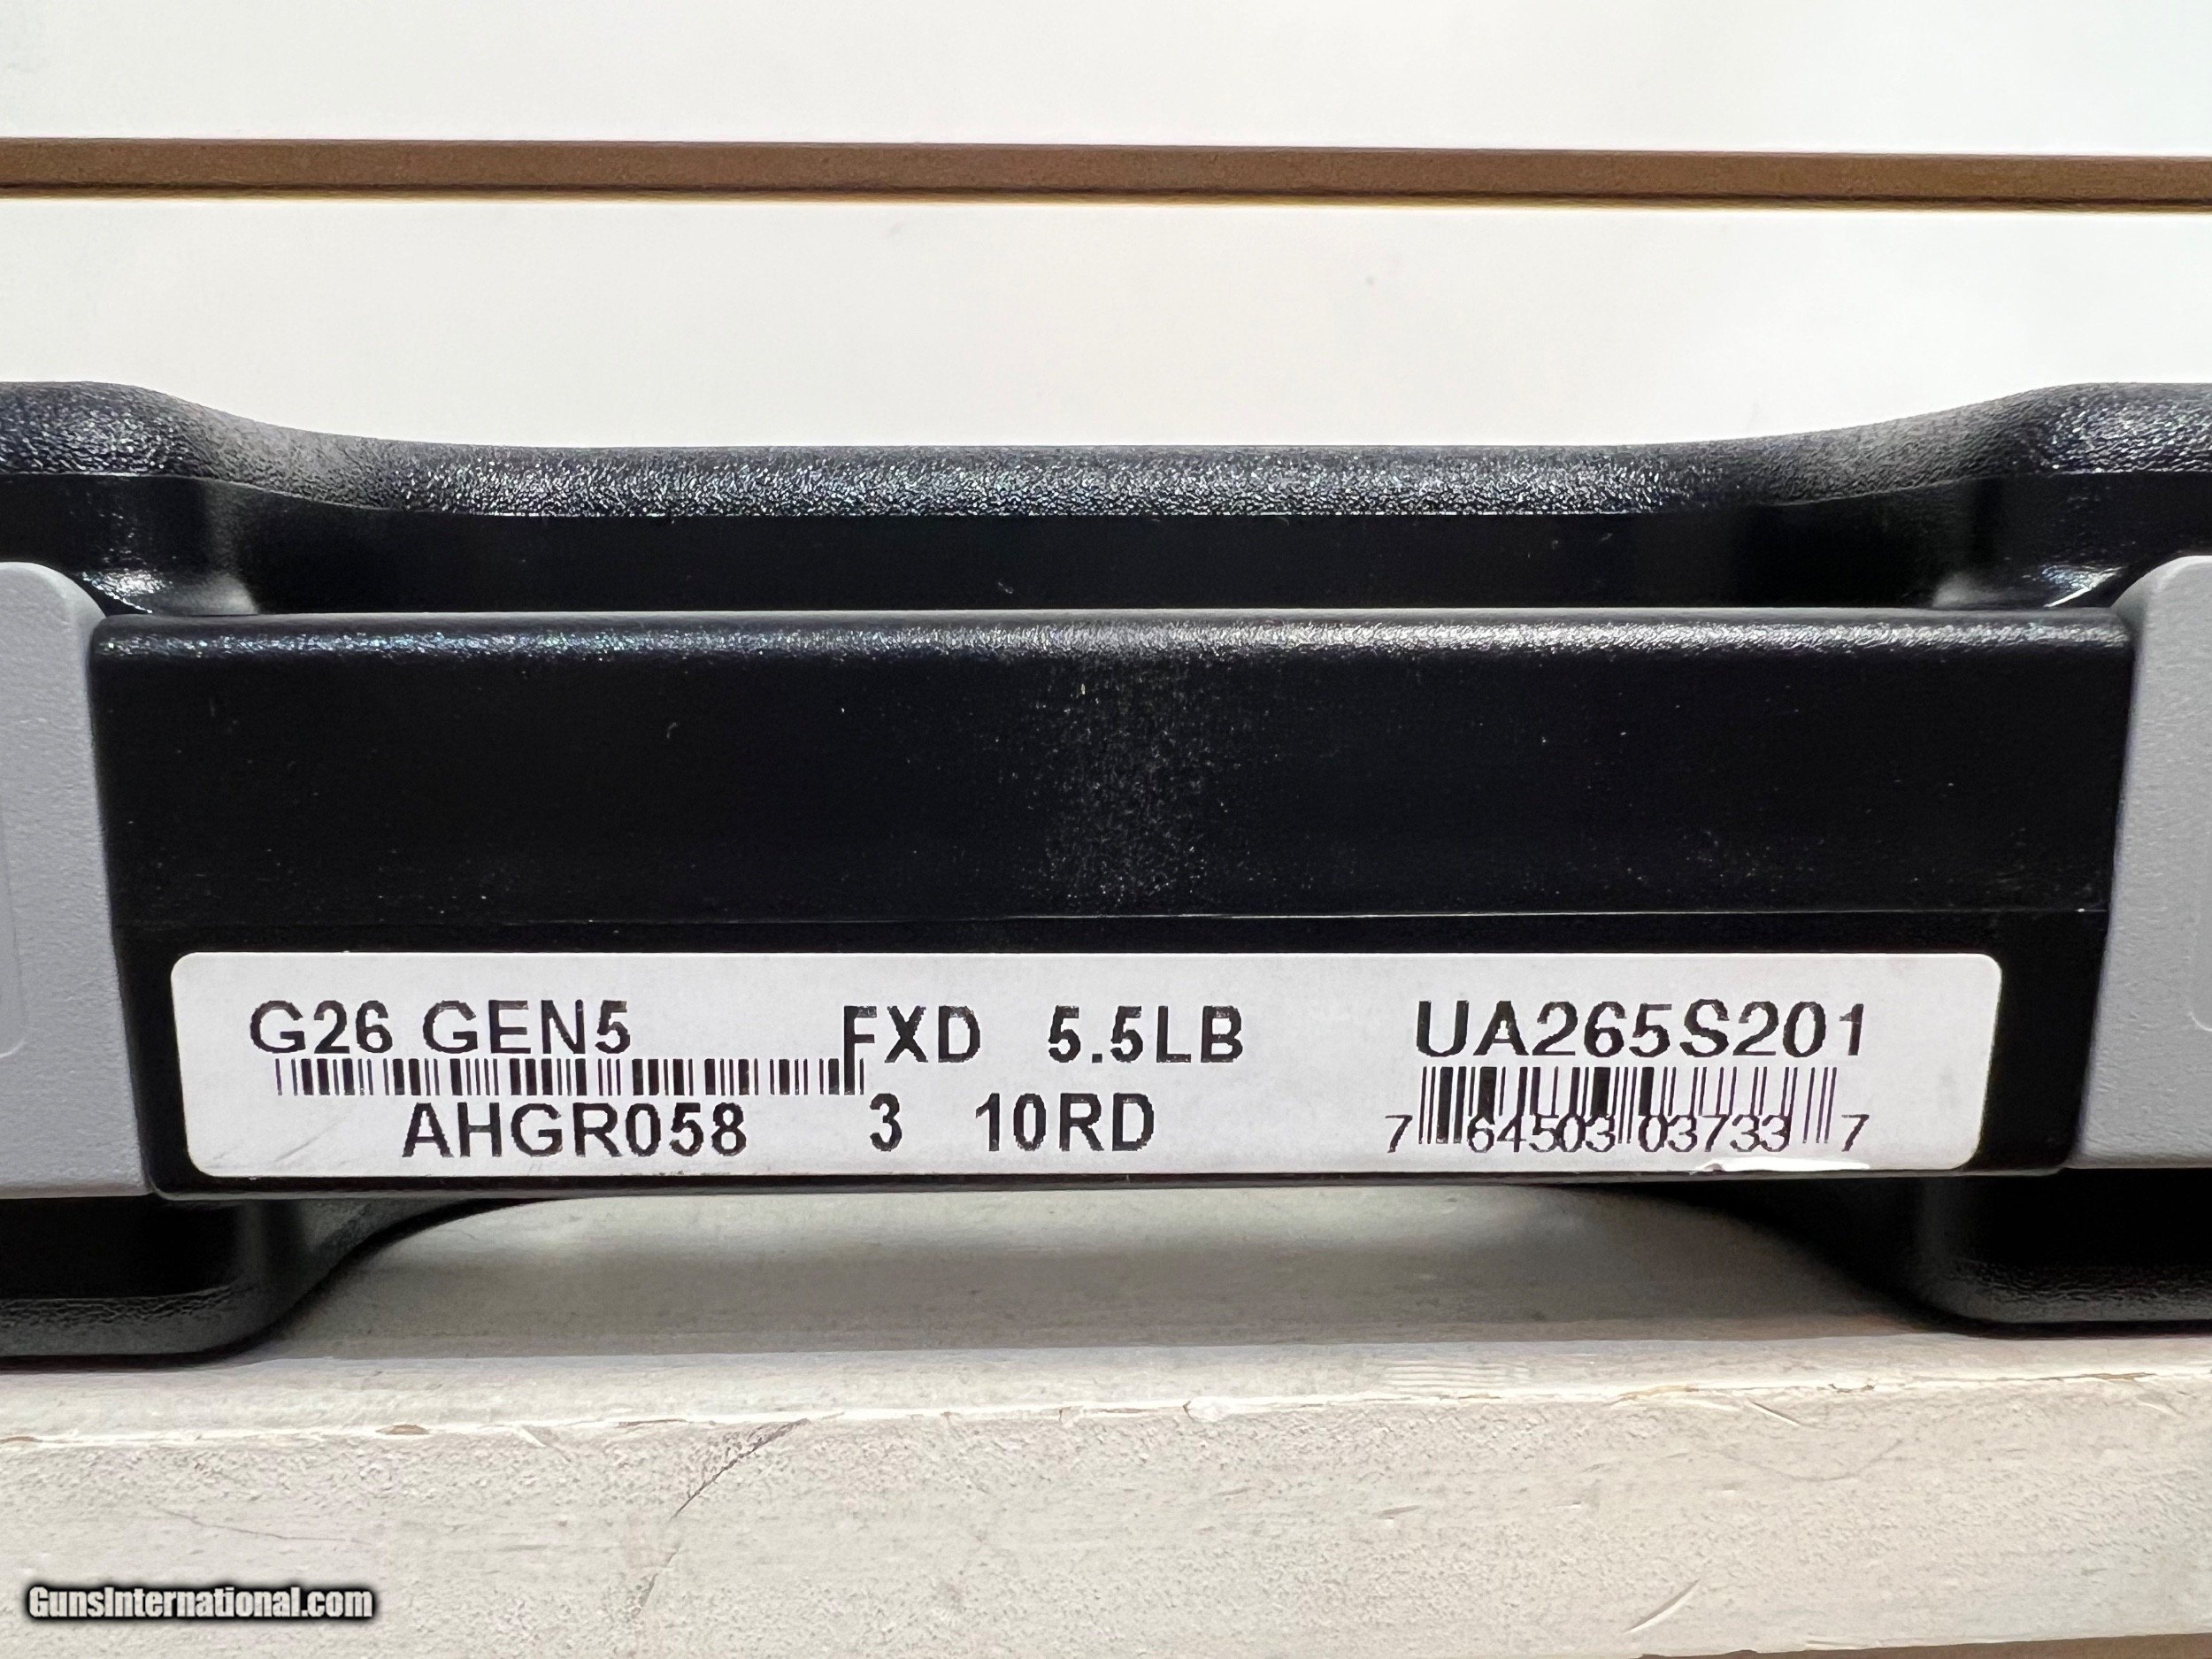 G26 GEN5 FXD 5.5LB UA265S201
AHGR058 3 10RD 7 64503 03733 7
GunsInternational.com